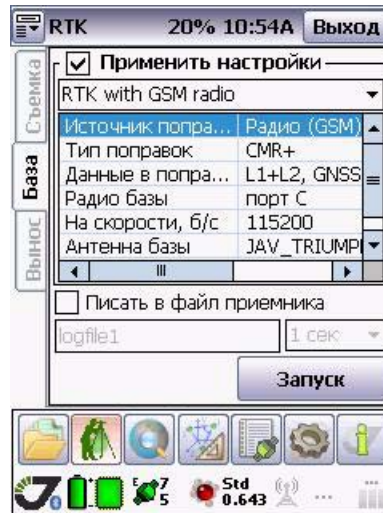 RTK 20% 10:54A Выход
Съемка
База
Вынос
Применить настройки
RTK with GSM radio
Источник попра... Радио (GSM)
Тип поправок CMR+
Данные в попра... L1+L2, GNSS
Радио базы порт C
На скорости, б/с 115200
Антенна базы JAV_TRIUMP
Писать в файл приемника
logfile1 1 сек
Запуск
0 E 7 5 Std 0.643 ...